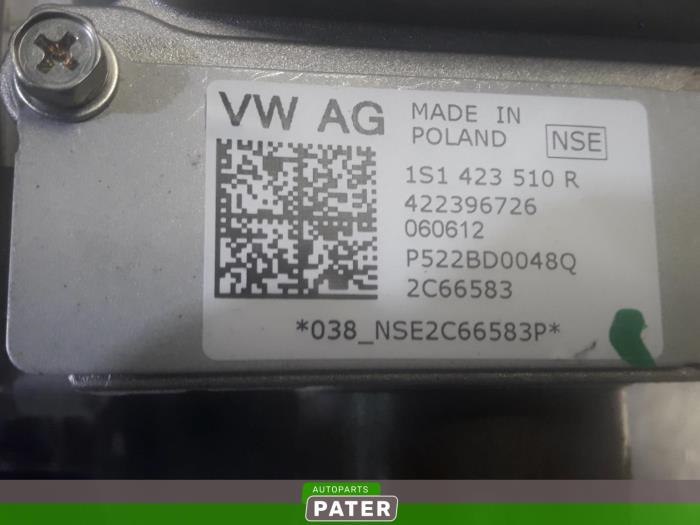 VW AG
MADE IN
POLAND
NSE
1S1 423 510 R
422396726
060612
P522BD0048Q
2C66583
*038_NSE2C66583P*
AUTOPARTS
PATER